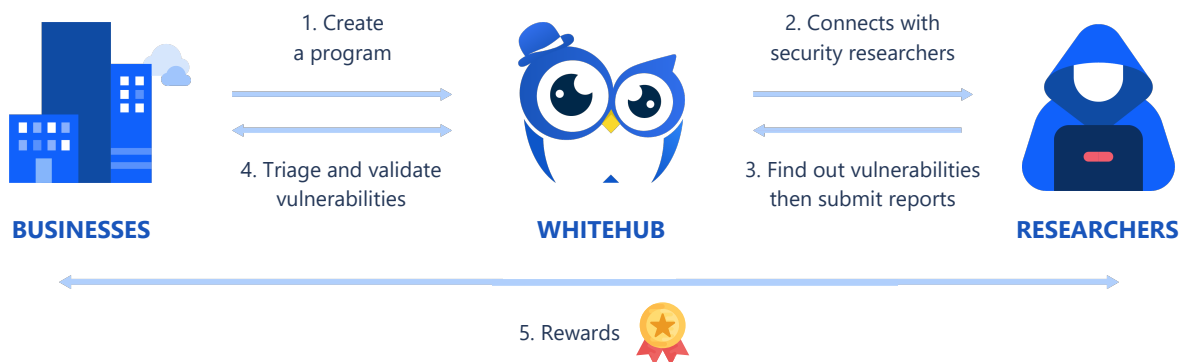 1. Create
a program
2. Connects with
security researchers
4. Triage and validate
vulnerabilities
3. Find out vulnerabilities
then submit reports
BUSINESSES
WHITEHUB
RESEARCHERS
5. Rewards